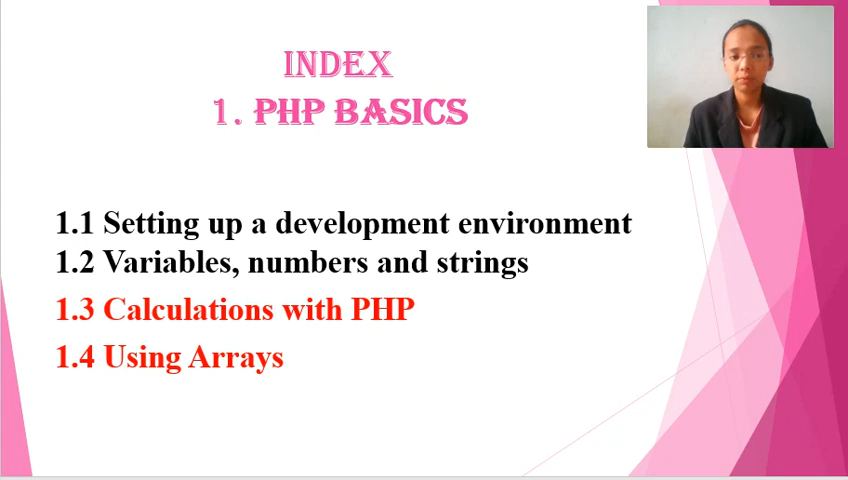 INDEX
1. PHP BASICS
1.1 Setting up a development environment
1.2 Variables, numbers and strings
1.3 Calculations with PHP
1.4 Using Arrays